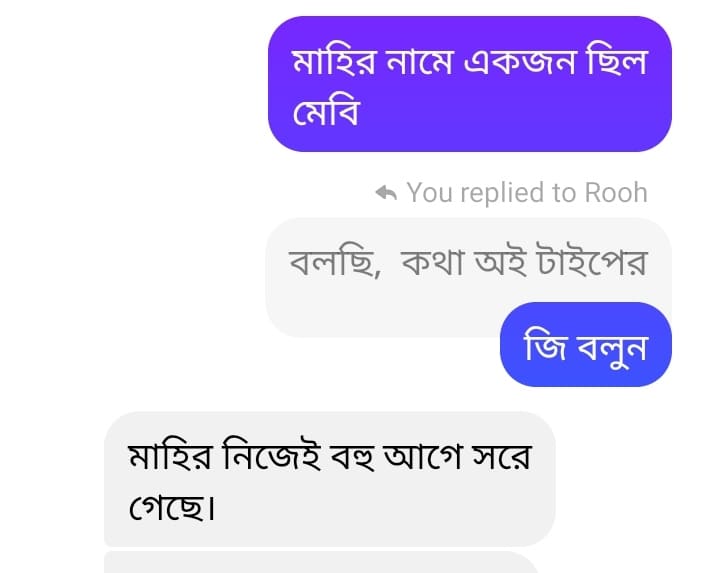 মাহির নামে একজন ছিল
মেবি
You replied to Rooh
বলছি, কথা অই টাইপের
জি বলুন
মাহির নিজেই বহু আগে সরে
গেছে।